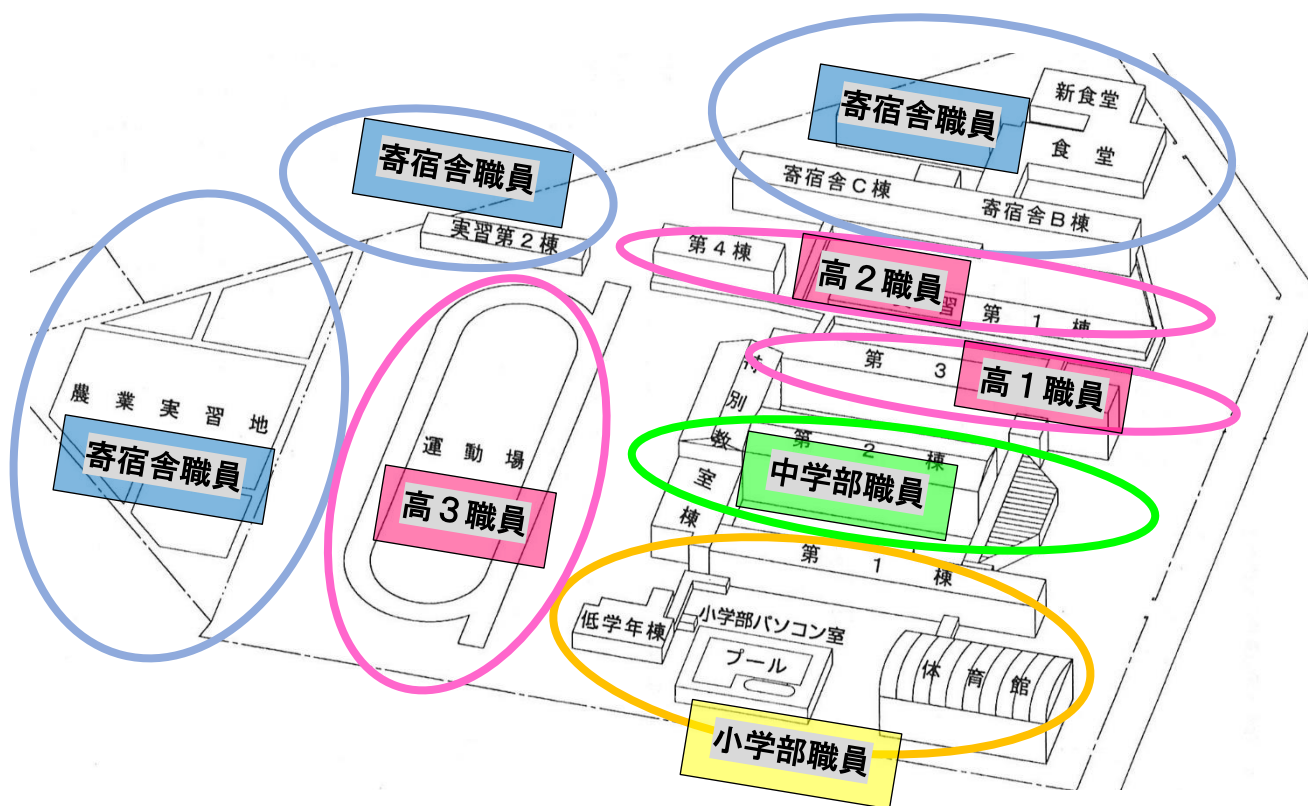 新食堂
寄宿舎職員
食堂
寄宿舎職員
寄宿舎C棟
寄宿舎B棟
実習第2棟
第4棟
高2職員
第1棟
第3
高1職員
特別教室棟
農業実習地
寄宿舎職員
運動場
高3職員
第2棟
中学部職員
第1棟
低学年棟
小学部パソコン室
プール
体育館
小学部職員